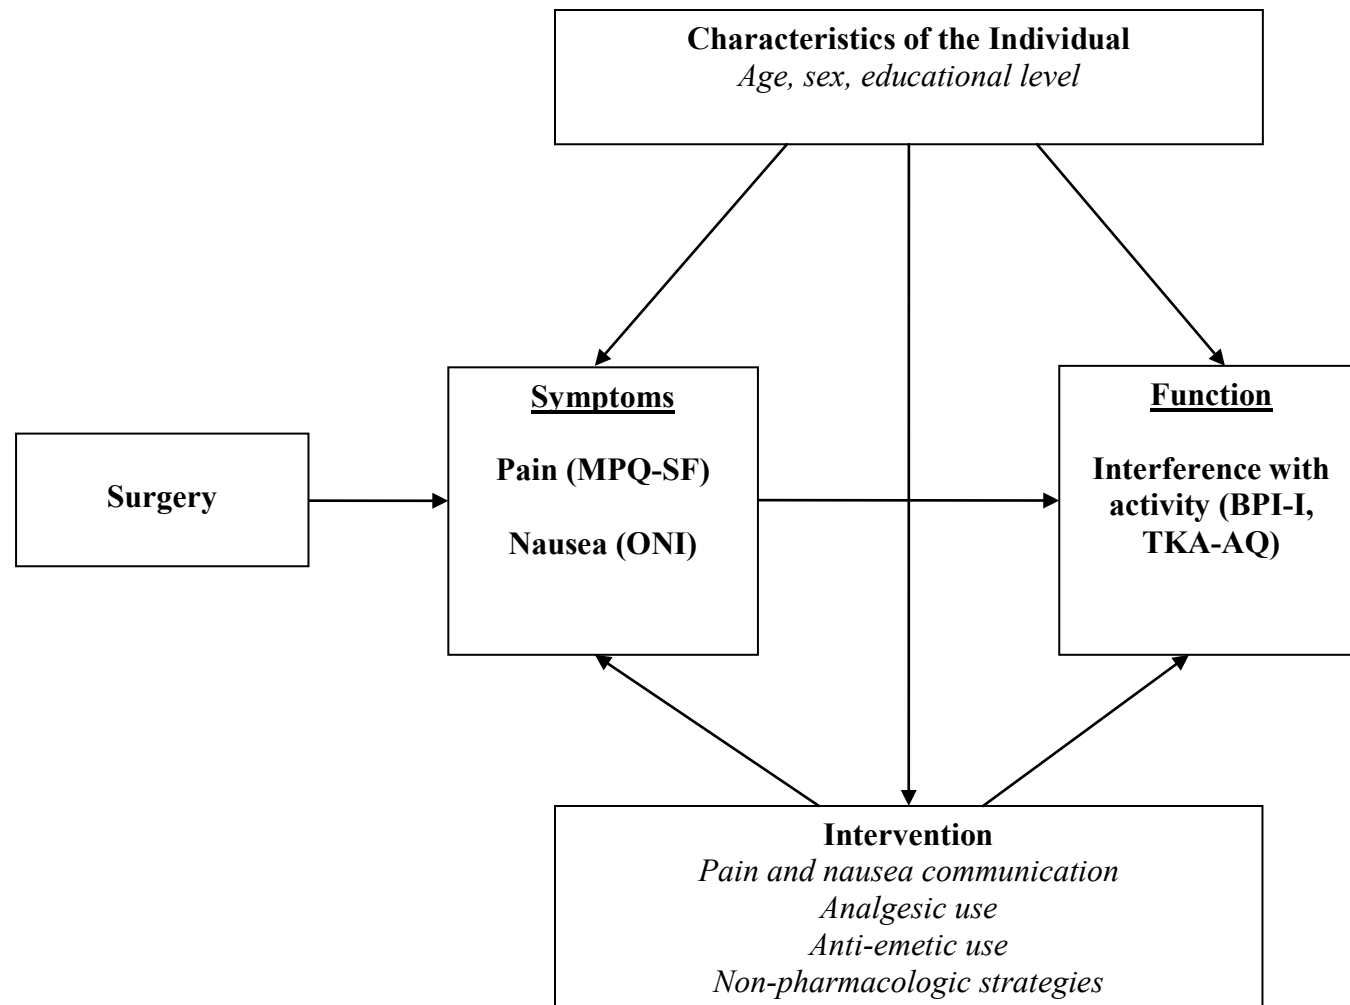 Characteristics of the Individual
Age, sex, educational level
Surgery
Symptoms
Pain (MPQ-SF)
Nausea (ONI)
Function
Interference with
activity (BPI-I,
TKA-AQ)
Intervention
Pain and nausea communication
Analgesic use
Anti-emetic use
Non-pharmacologic strategies